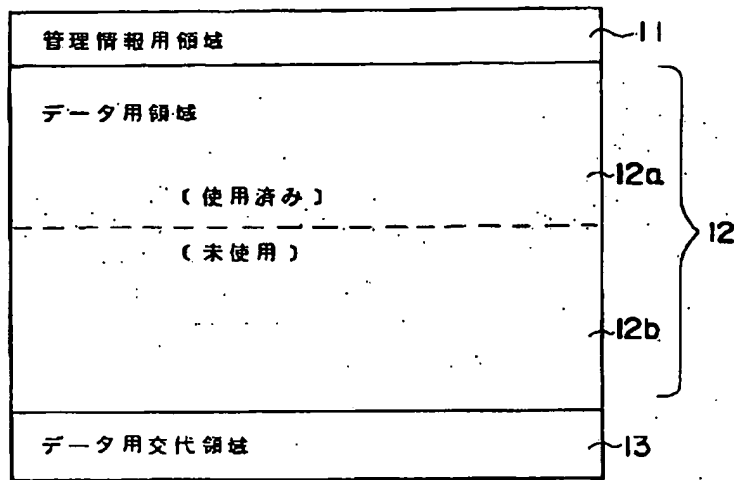 管理情報用領域 11
データ用領域
12a
(使用済み)
12
(未使用)
12b
データ用交代領域 13